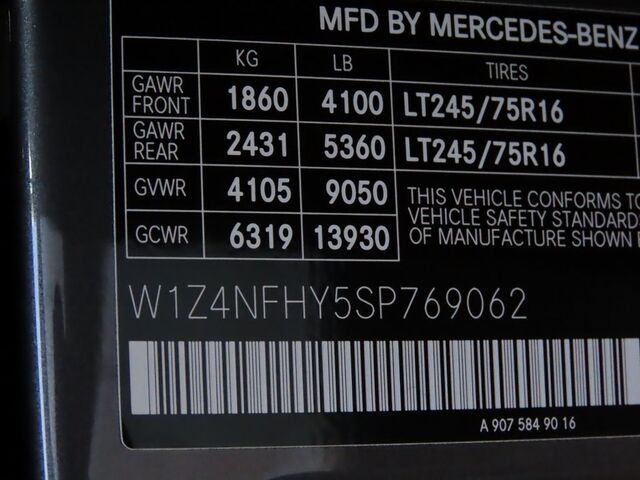 MFD BY MERCEDES-BENZ
KG LB TIRES
GAWR FRONT 1860 4100 LT245/75R16
GAWR REAR 2431 5360 LT245/75R16
GVWR 4105 9050 THIS VEHICLE CONFORMS TO
VEHICLE SAFETY STANDARD
GCWR 6319 13930 OF MANUFACTURE SHOWN
W1Z4NFHY5SP769062
A 907 584 90 16